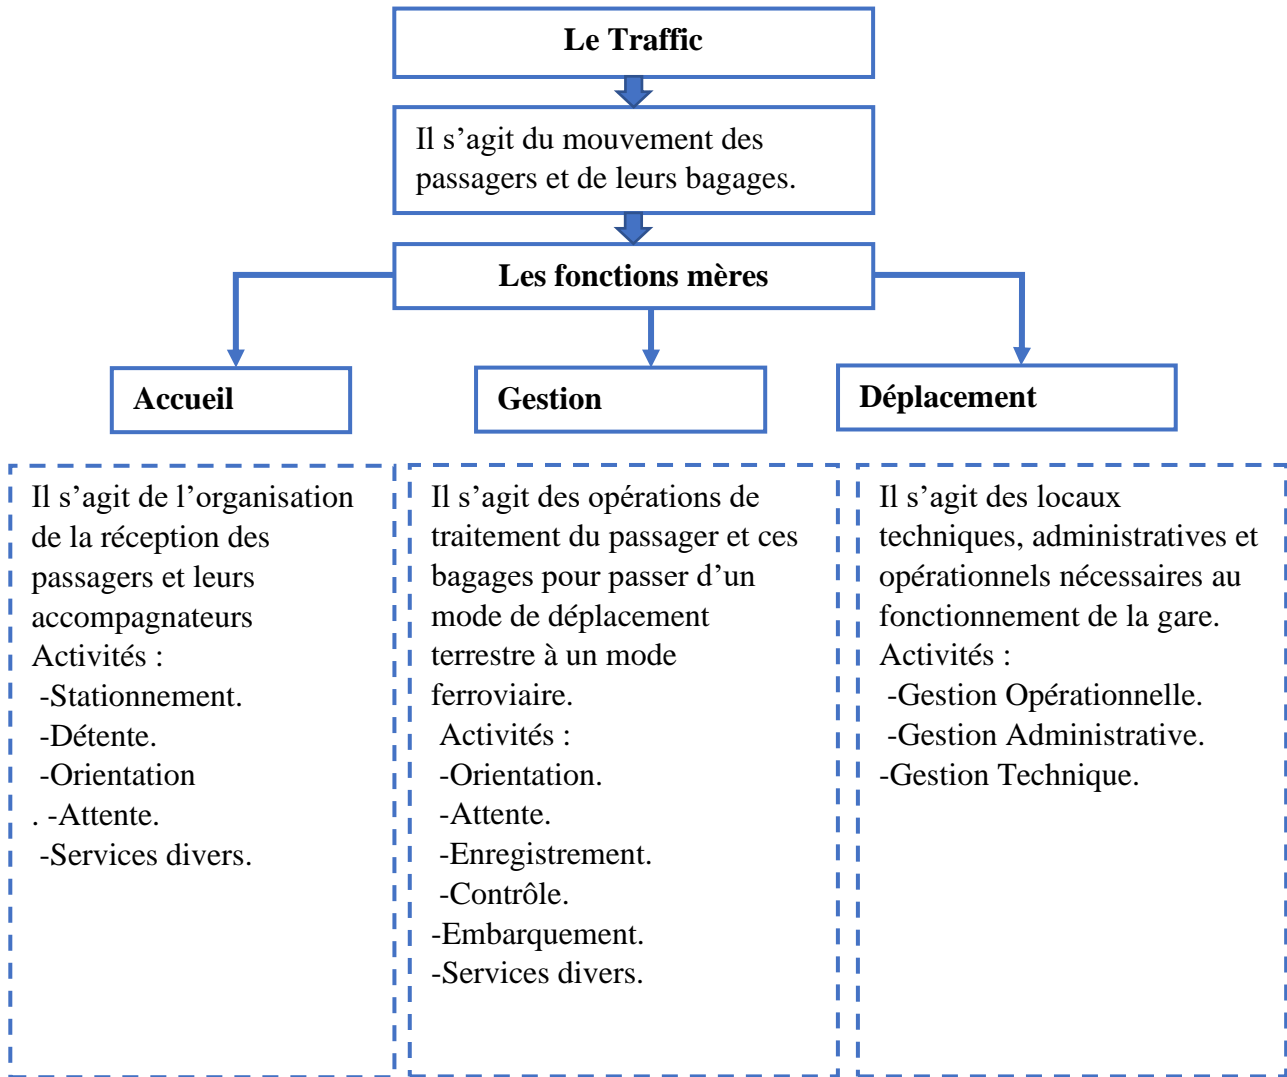 Le Traffic
Il s’agit du mouvement des
passagers et de leurs bagages.
Les fonctions mères
Accueil
Gestion
Déplacement
Il s’agit de l’organisation
de la réception des
passagers et leurs
accompagnateurs
Activités :
-Stationnement.
-Détente.
-Orientation
. -Attente.
-Services divers.
Il s’agit des opérations de
traitement du passager et ces
bagages pour passer d’un
mode de déplacement
terrestre à un mode
ferroviaire.
Activités :
-Orientation.
-Attente.
-Enregistrement.
-Contrôle.
-Embarquement.
-Services divers.
Il s’agit des locaux
techniques, administratives et
opérationnels nécessaires au
fonctionnement de la gare.
Activités :
-Gestion Opérationnelle.
-Gestion Administrative.
-Gestion Technique.